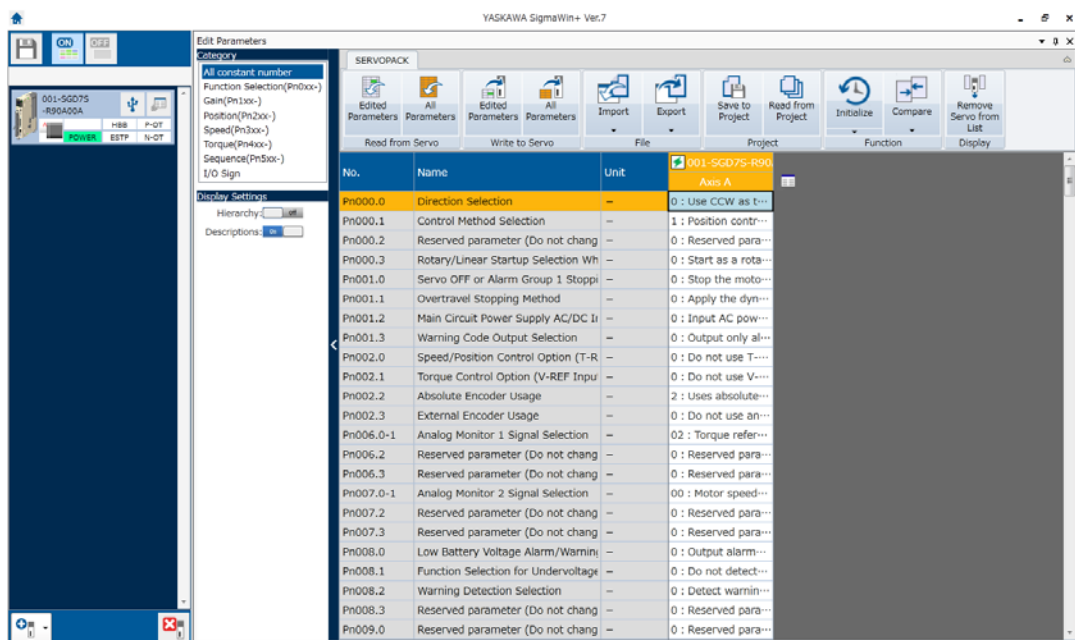 YASKAWA SigmaWin+ Ver.7
ON OFF
001-SGD7S
-R90A00A
HBB P-OT
POWER ESTP N-OT
Edit Parameters
Category
All constant number
Function Selection(Pn0xx-)
Gain(Pn1xx-)
Position(Pn2xx-)
Speed(Pn3xx-)
Torque(Pn4xx-)
Sequence(Pn5xx-)
I/O Sign
Display Settings
Hierarchy: Off
Descriptions: On
SERVOPACK
Edited Parameters
All Parameters
Read from Servo
Edited Parameters
All Parameters
Write to Servo
Import
Export
File
Save to Project
Read from Project
Project
Initialize
Compare
Function
Remove Servo from List
Display
No. Name Unit 001-SGD7S-R90
Axis A
Pn000.0 Direction Selection – 0 : Use CCW as t···
Pn000.1 Control Method Selection – 1 : Position contr···
Pn000.2 Reserved parameter (Do not chang – 0 : Reserved para···
Pn000.3 Rotary/Linear Startup Selection Wh – 0 : Start as a rota···
Pn001.0 Servo OFF or Alarm Group 1 Stoppi – 0 : Stop the moto···
Pn001.1 Overtravel Stopping Method – 0 : Apply the dyn···
Pn001.2 Main Circuit Power Supply AC/DC I – 0 : Input AC pow···
Pn001.3 Warning Code Output Selection – 0 : Output only al···
Pn002.0 Speed/Position Control Option (T-R – 0 : Do not use T-···
Pn002.1 Torque Control Option (V-REF Inpu – 0 : Do not use V-···
Pn002.2 Absolute Encoder Usage – 2 : Uses absolute···
Pn002.3 External Encoder Usage – 0 : Do not use an···
Pn006.0-1 Analog Monitor 1 Signal Selection – 02 : Torque refer···
Pn006.2 Reserved parameter (Do not chang – 0 : Reserved para···
Pn006.3 Reserved parameter (Do not chang – 0 : Reserved para···
Pn007.0-1 Analog Monitor 2 Signal Selection – 00 : Motor speed···
Pn007.2 Reserved parameter (Do not chang – 0 : Reserved para···
Pn007.3 Reserved parameter (Do not chang – 0 : Reserved para···
Pn008.0 Low Battery Voltage Alarm/Warnin – 0 : Output alarm···
Pn008.1 Function Selection for Undervoltage – 0 : Do not detect···
Pn008.2 Warning Detection Selection – 0 : Detect warnin···
Pn008.3 Reserved parameter (Do not chang – 0 : Reserved para···
Pn009.0 Reserved parameter (Do not chang – 0 : Reserved para···